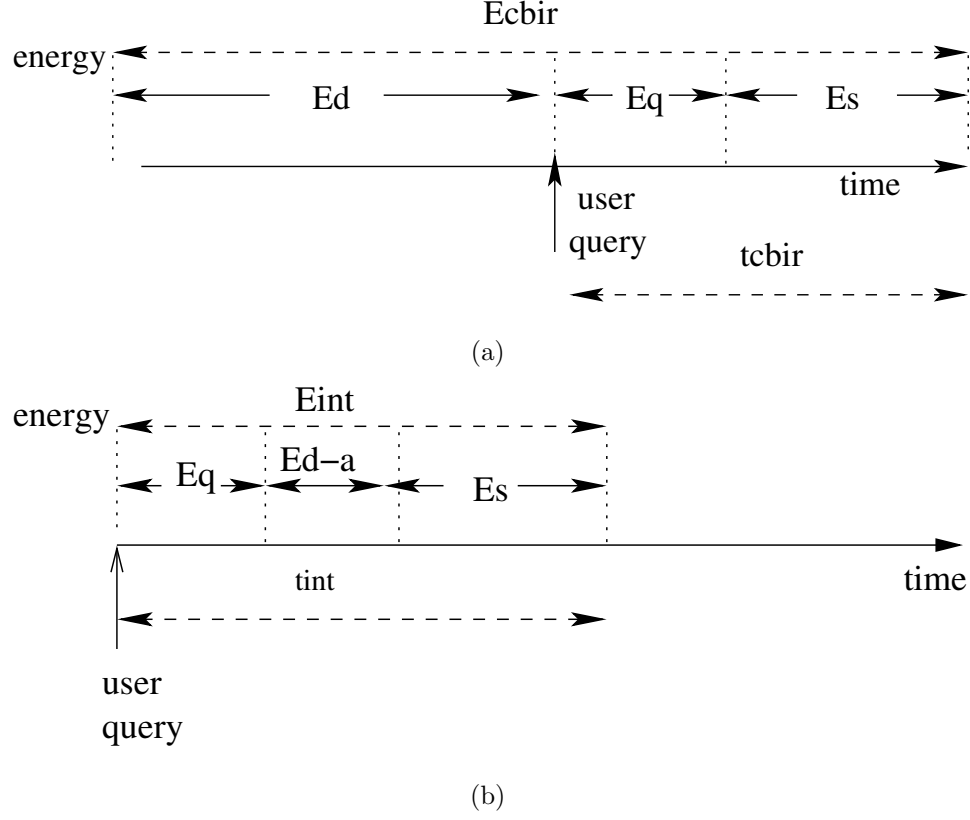 Ecbir
energy
Ed
Eq
Es
time
user
query
tcbir
(a)
Eint
energy
Eq
Ed−a
Es
tint
time
user
query
(b)